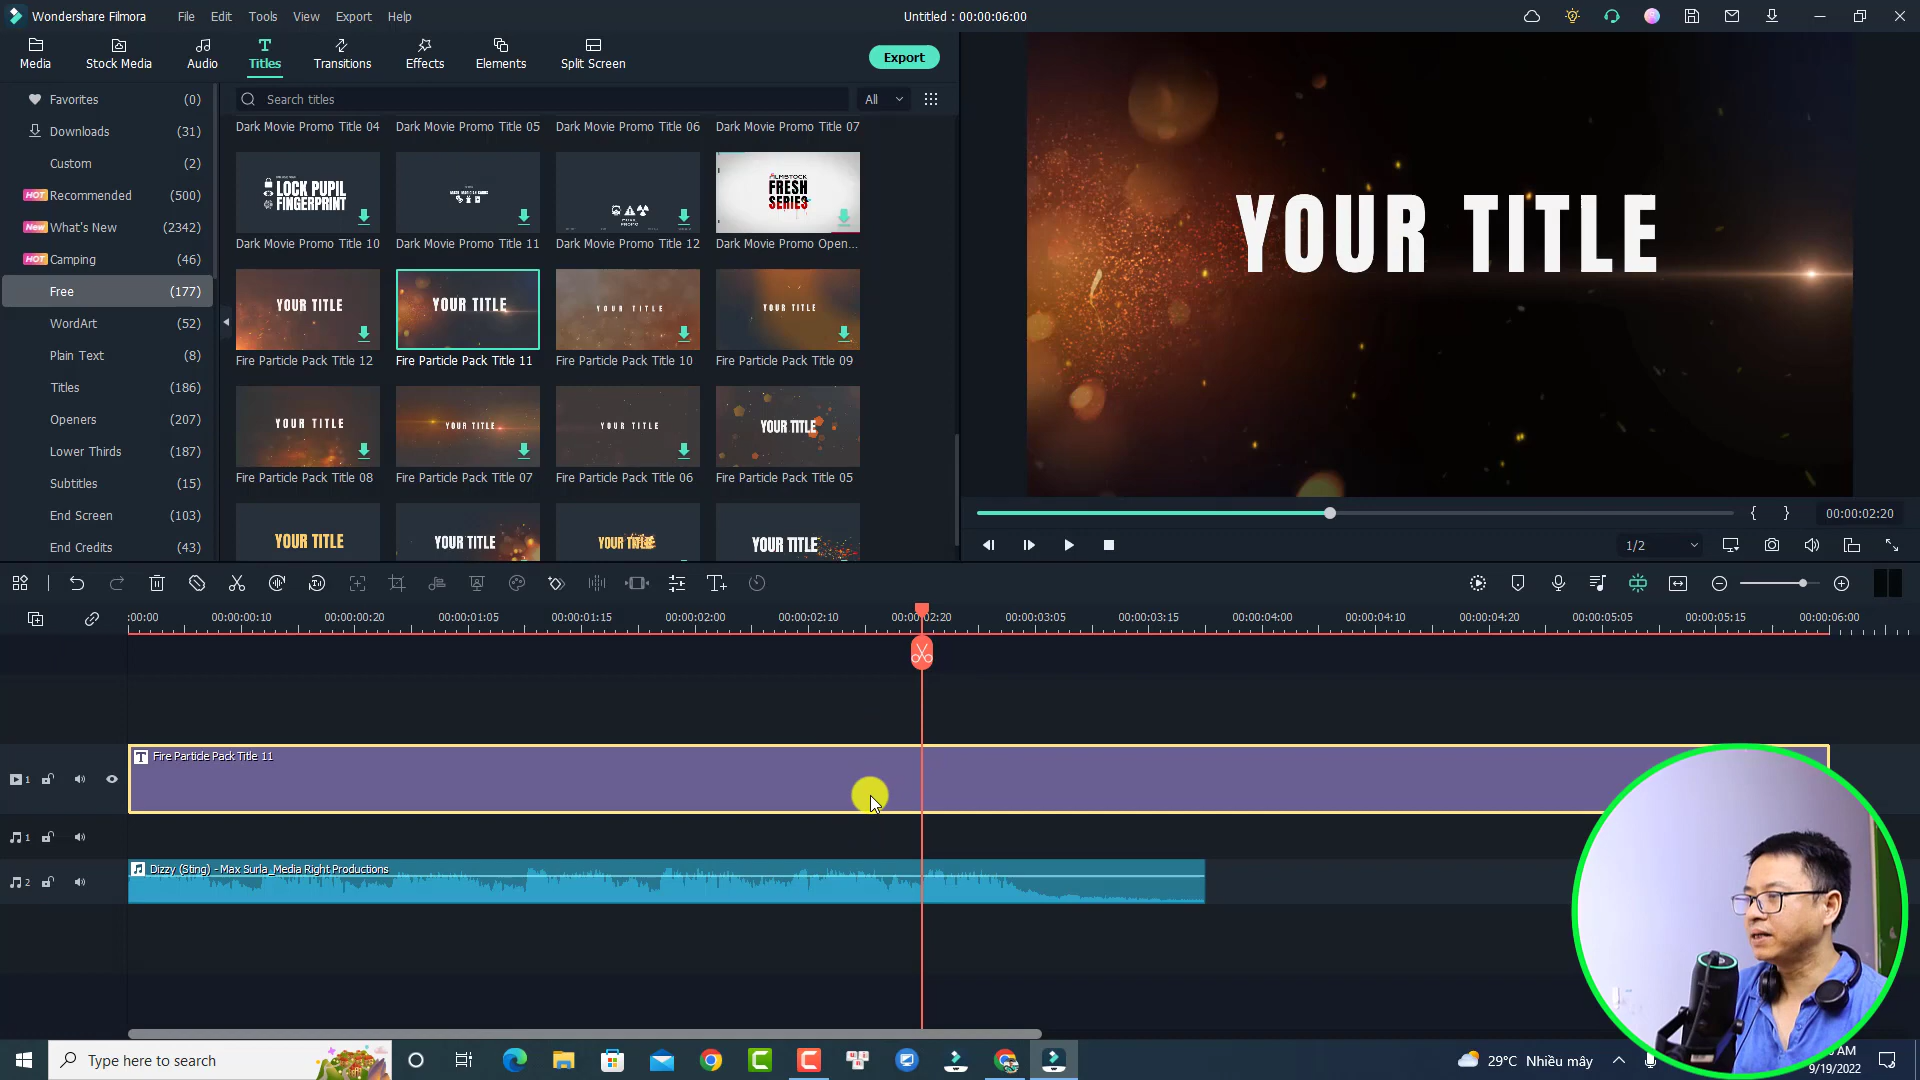 Wondershare Filmora File Edit Tools View Export Help Untitled : 00:00:06:00
Media Stock Media Audio Titles Transitions Effects Elements Split Screen Export
Favorites (0)
Downloads (31)
Custom (2)
HOT Recommended (500)
New What's New (2342)
HOT Camping (46)
Free (177)
WordArt (52)
Plain Text (8)
Titles (186)
Openers (207)
Lower Thirds (187)
Subtitles (15)
End Screen (103)
End Credits (43)
Search titles All
Dark Movie Promo Title 04 Dark Movie Promo Title 05 Dark Movie Promo Title 06 Dark Movie Promo Title 07
LOCK PUPIL
FINGERPRINT
FILMSTOCK
FRESH
SERIES
Dark Movie Promo Title 10 Dark Movie Promo Title 11 Dark Movie Promo Title 12 Dark Movie Promo Open...
YOUR TITLE YOUR TITLE YOUR TITLE YOUR TITLE
Fire Particle Pack Title 12 Fire Particle Pack Title 11 Fire Particle Pack Title 10 Fire Particle Pack Title 09
YOUR TITLE YOUR TITLE YOUR TITLE YOUR TITLE
Fire Particle Pack Title 08 Fire Particle Pack Title 07 Fire Particle Pack Title 06 Fire Particle Pack Title 05
YOUR TITLE YOUR TITLE YOUR TITLE YOUR TITLE
YOUR TITLE
{ } 00:00:02:20
1/2
:00:00 00:00:00:10 00:00:00:20 00:00:01:05 00:00:01:15 00:00:02:00 00:00:02:10 00:00:02:20 00:00:03:05 00:00:03:15 00:00:04:00 00:00:04:10 00:00:04:20 00:00:05:05 00:00:05:15 00:00:06:00
Fire Particle Pack Title 11
1
1
Dizzy (Sting) - Max Surla_Media Right Productions
2
Type here to search
29°C Nhiều mây
AM
9/19/2022